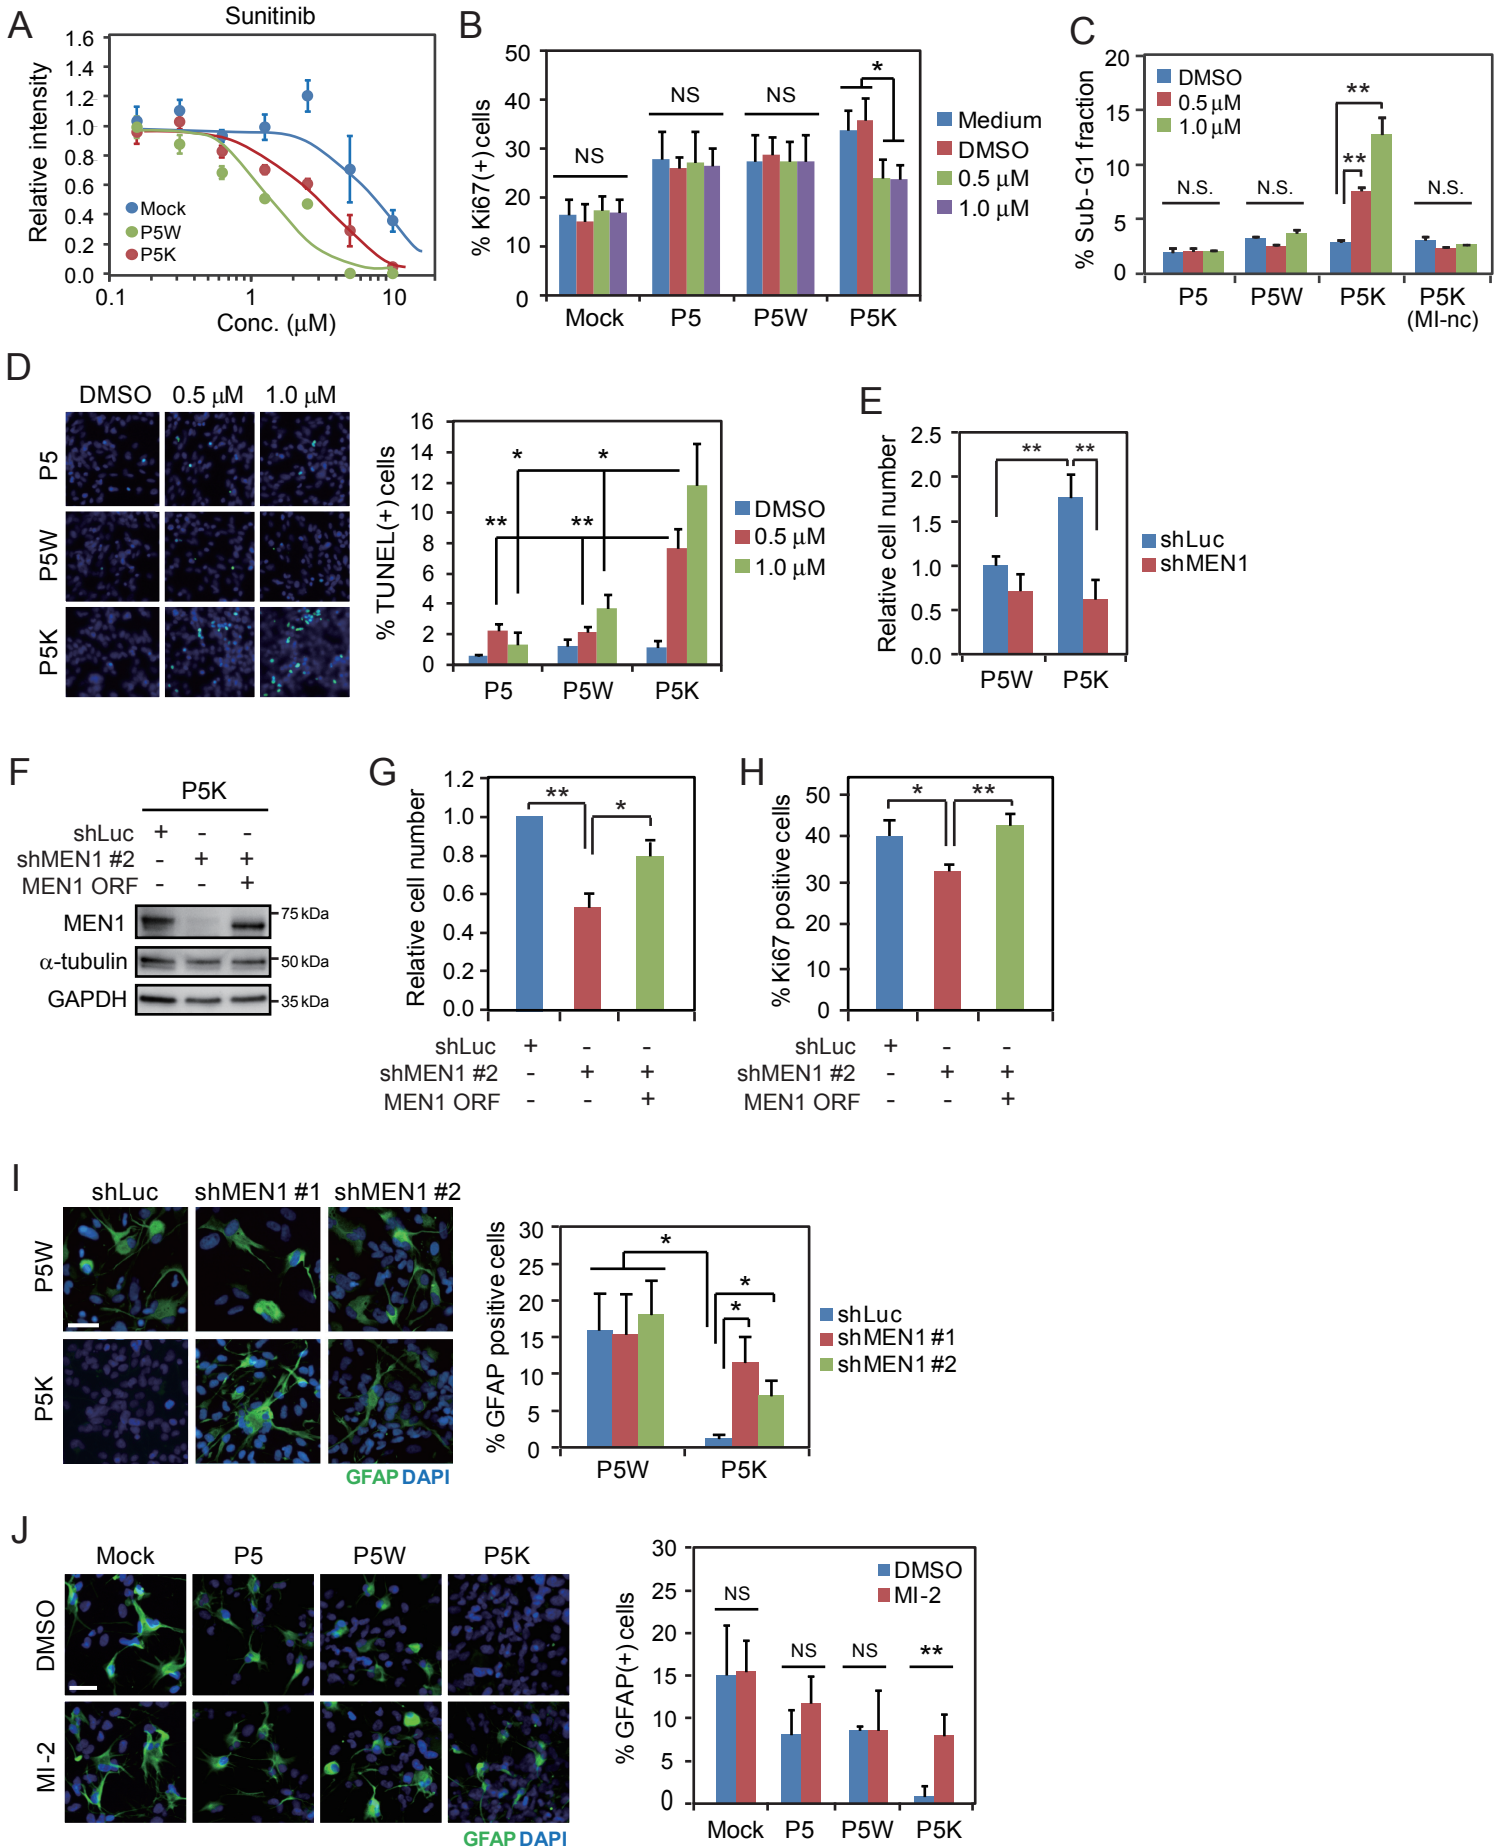 A
Sunitinib
Relative intensity
1.6
1.4
1.2
1.0
0.8
0.6
0.4
0.2
0.0
Mock
P5W
P5K
0.1 1 10
Conc. (μM)
B
% Ki67(+) cells
50
40
30
20
10
0
NS NS NS *
Medium
DMSO
0.5 μM
1.0 μM
Mock P5 P5W P5K
C
% Sub-G1 fraction
20
15
10
5
0
DMSO
0.5 μM
1.0 μM
N.S. N.S. ** ** N.S.
P5 P5W P5K P5K
(MI-nc)
D
DMSO 0.5 μM 1.0 μM
P5
P5W
P5K
% TUNEL(+) cells
16
14
12
10
8
6
4
2
0
* *
** **
DMSO
0.5 μM
1.0 μM
P5 P5W P5K
E
Relative cell number
2.5
2.0
1.5
1.0
0.5
0.0
** **
shLuc
shMEN1
P5W P5K
F
P5K
shLuc + - -
shMEN1 #2 - + +
MEN1 ORF - - +
MEN1 75 kDa
α-tubulin 50 kDa
GAPDH 35 kDa
G
Relative cell number
1.2
1.0
0.8
0.6
0.4
0.2
0.0
** *
shLuc + - -
shMEN1 #2 - + +
MEN1 ORF - - +
H
% Ki67 positive cells
50
40
30
20
10
0
* **
shLuc + - -
shMEN1 #2 - + +
MEN1 ORF - - +
I
shLuc shMEN1 #1 shMEN1 #2
P5W
P5K
GFAP DAPI
% GFAP positive cells
30
25
20
15
10
5
0
*
*
*
shLuc
shMEN1 #1
shMEN1 #2
P5W P5K
J
Mock P5 P5W P5K
DMSO
MI-2
GFAP DAPI
% GFAP(+) cells
30
25
20
15
10
5
0
DMSO
MI-2
NS NS NS **
Mock P5 P5W P5K